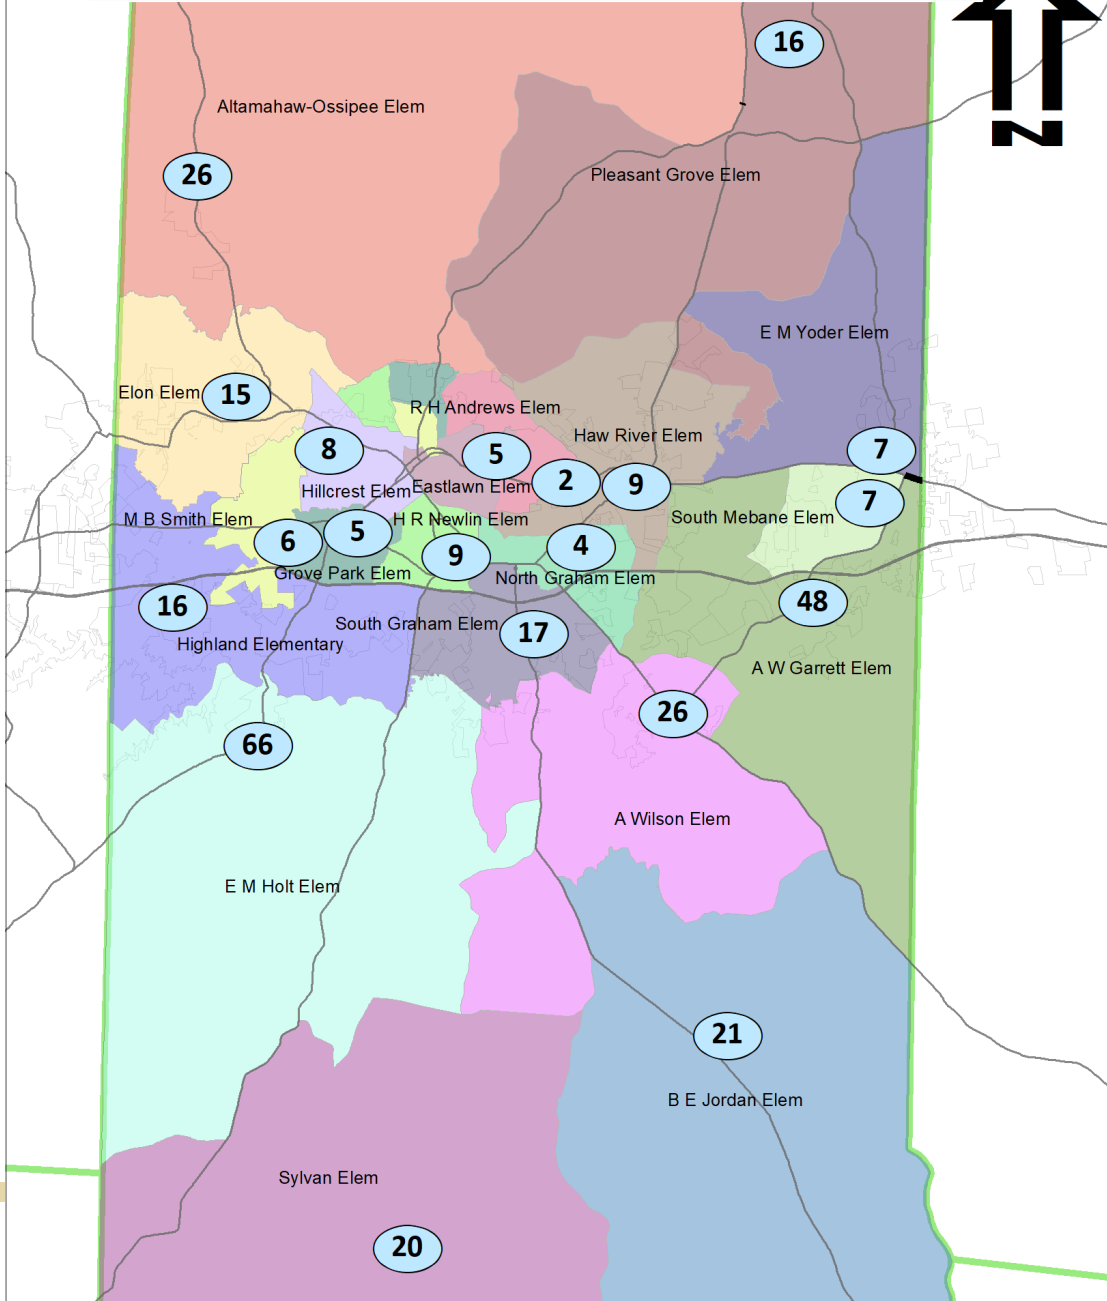 16
N
Altamahaw-Ossipee Elem
26
Pleasant Grove Elem
E M Yoder Elem
Elon Elem
15
R H Andrews Elem
Haw River Elem
8
5
7
2
9
Hillcrest Elem
Eastlawn Elem
7
M B Smith Elem
H R Newlin Elem
South Mebane Elem
6
5
9
4
Grove Park Elem
North Graham Elem
16
48
South Graham Elem
17
Highland Elementary
A W Garrett Elem
26
66
A Wilson Elem
E M Holt Elem
21
B E Jordan Elem
Sylvan Elem
20